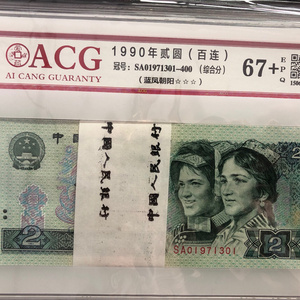 ACG
AI CANG GUARANTY
1990年贰圆（百连）
冠号：SA01971301-400（综合分）
（蓝凤朝阳☆☆☆）
67+
E
P
Q
中国
中国人民银行
中国人民银行
SA01971301
2
2